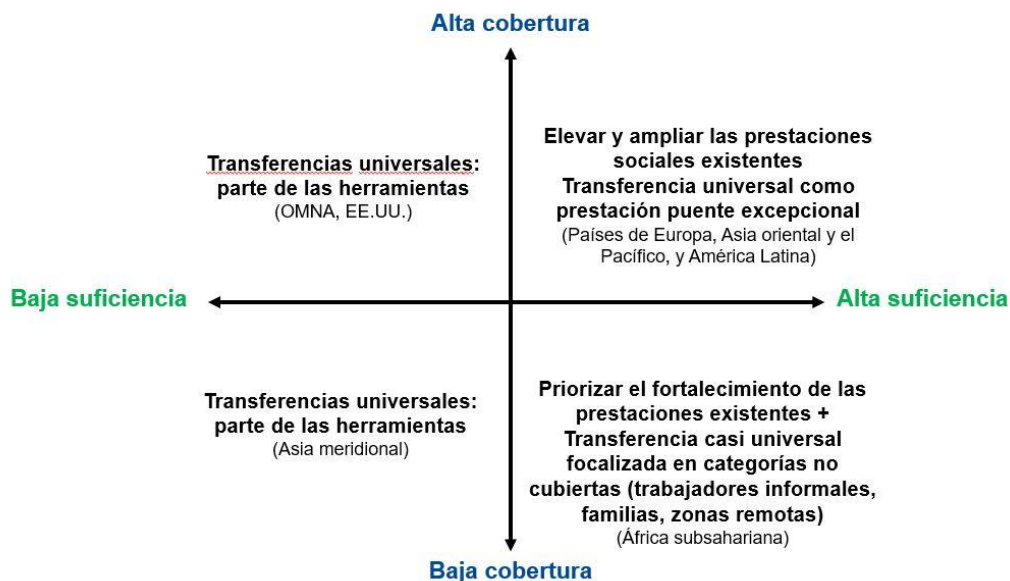 Alta cobertura
Transferencias universales:
parte de las herramientas
(OMNA, EE.UU.)
Elevar y ampliar las prestaciones
sociales existentes
Transferencia universal como
prestación puente excepcional
(Países de Europa, Asia oriental y el
Pacífico, y América Latina)
Baja suficiencia
Alta suficiencia
Transferencias universales:
parte de las herramientas
(Asia meridional)
Priorizar el fortalecimiento de las
prestaciones existentes +
Transferencia casi universal
focalizada en categorías no
cubiertas (trabajadores informales,
familias, zonas remotas)
(África subsahariana)
Baja cobertura